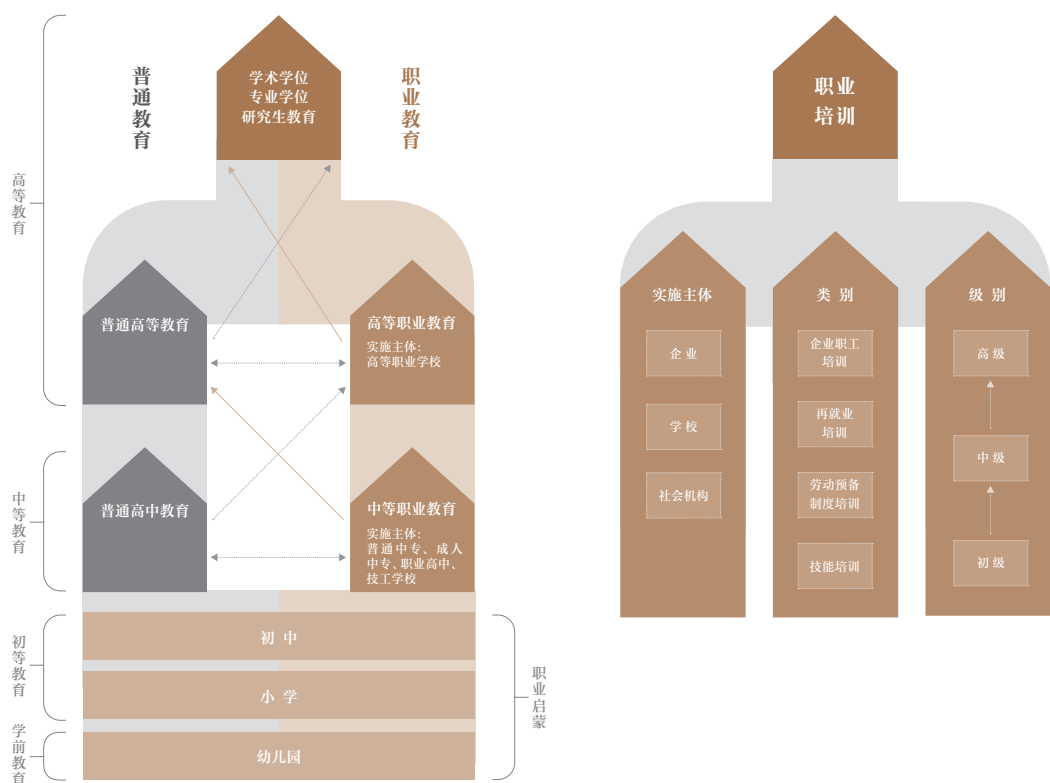 普通教育
学术学位
专业学位
研究生教育
职业教育
高等教育
普通高等教育
高等职业教育
实施主体：
高等职业学校
中等教育
普通高中教育
中等职业教育
实施主体：
普通中专、成人
中专、职业高中、
技工学校
初等教育
初 中
小 学
学前教育
幼儿园
职业启蒙
职业
培训
实施主体
企 业
学 校
社会机构
类 别
企业职工
培训
再就业
培训
劳动预备
制度培训
技能培训
级 别
高 级
中 级
初 级